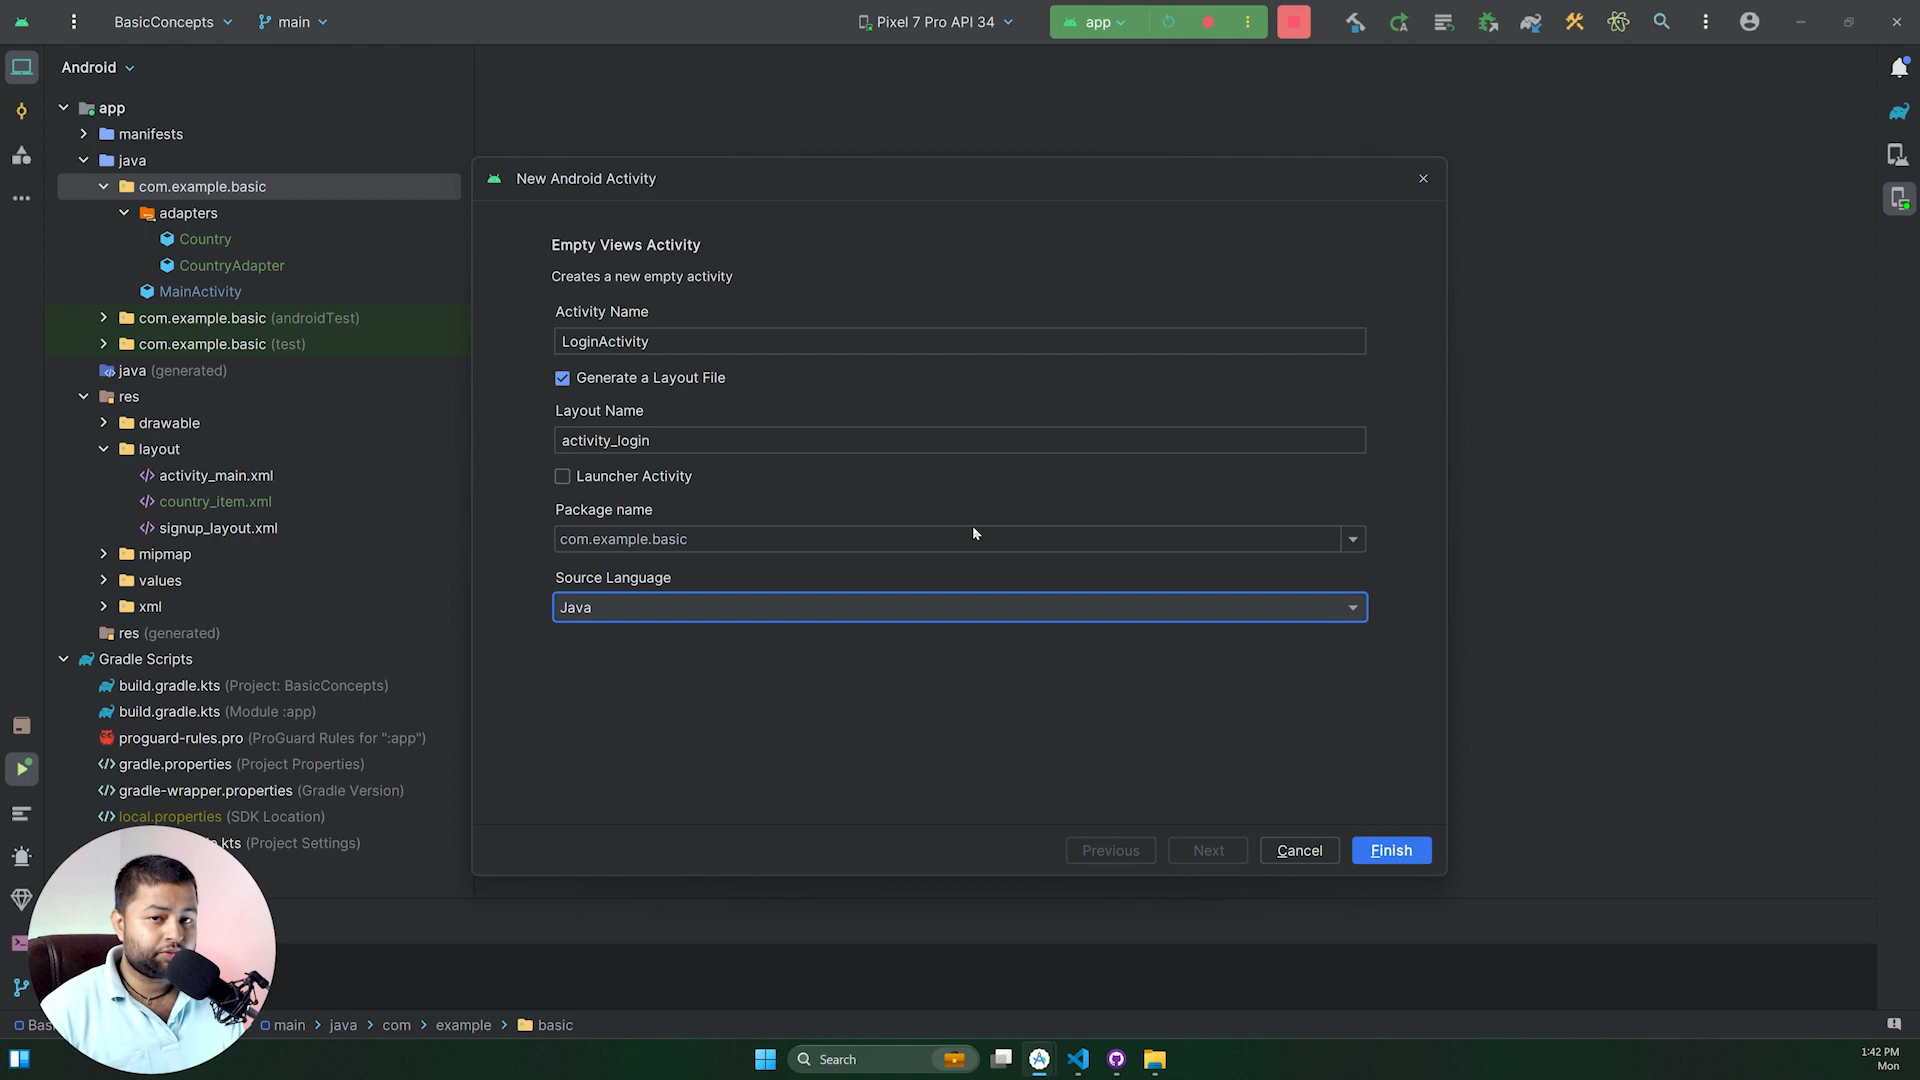 BasicConcepts
main
Pixel 7 Pro API 34
app
Android
app
manifests
java
com.example.basic
adapters
Country
CountryAdapter
MainActivity
com.example.basic (androidTest)
com.example.basic (test)
java (generated)
res
drawable
layout
activity_main.xml
country_item.xml
signup_layout.xml
mipmap
values
xml
res (generated)
Gradle Scripts
build.gradle.kts (Project: BasicConcepts)
build.gradle.kts (Module :app)
proguard-rules.pro (ProGuard Rules for ":app")
gradle.properties (Project Properties)
gradle-wrapper.properties (Gradle Version)
local.properties (SDK Location)
kts (Project Settings)
New Android Activity
Empty Views Activity
Creates a new empty activity
Activity Name
LoginActivity
Generate a Layout File
Layout Name
activity_login
Launcher Activity
Package name
com.example.basic
Source Language
Java
Previous
Next
Cancel
Finish
main > java > com > example > basic
Search
1:42 PM
Mon